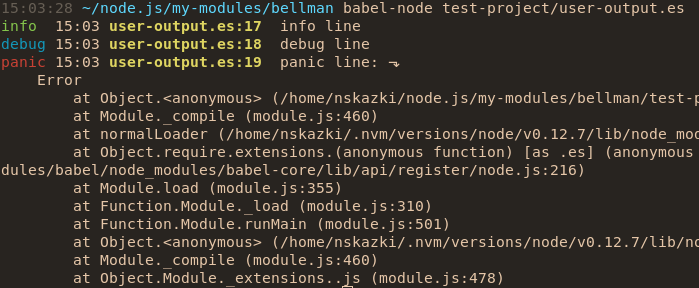 15:03:28 ~/node.js/my-modules/bellman babel-node test-project/user-output.es
info  15:03 user-output.es:17  info line
debug 15:03 user-output.es:18  debug line
panic 15:03 user-output.es:19  panic line: ⬎
    Error
        at Object.<anonymous> (/home/nskazki/node.js/my-modules/bellman/test-p
        at Module._compile (module.js:460)
        at normalLoader (/home/nskazki/.nvm/versions/node/v0.12.7/lib/node_mod
        at Object.require.extensions.(anonymous function) [as .es] (anonymous
dules/babel/node_modules/babel-core/lib/api/register/node.js:216)
        at Module.load (module.js:355)
        at Function.Module._load (module.js:310)
        at Function.Module.runMain (module.js:501)
        at Object.<anonymous> (/home/nskazki/.nvm/versions/node/v0.12.7/lib/no
        at Module._compile (module.js:460)
        at Object.Module._extensions..js (module.js:478)